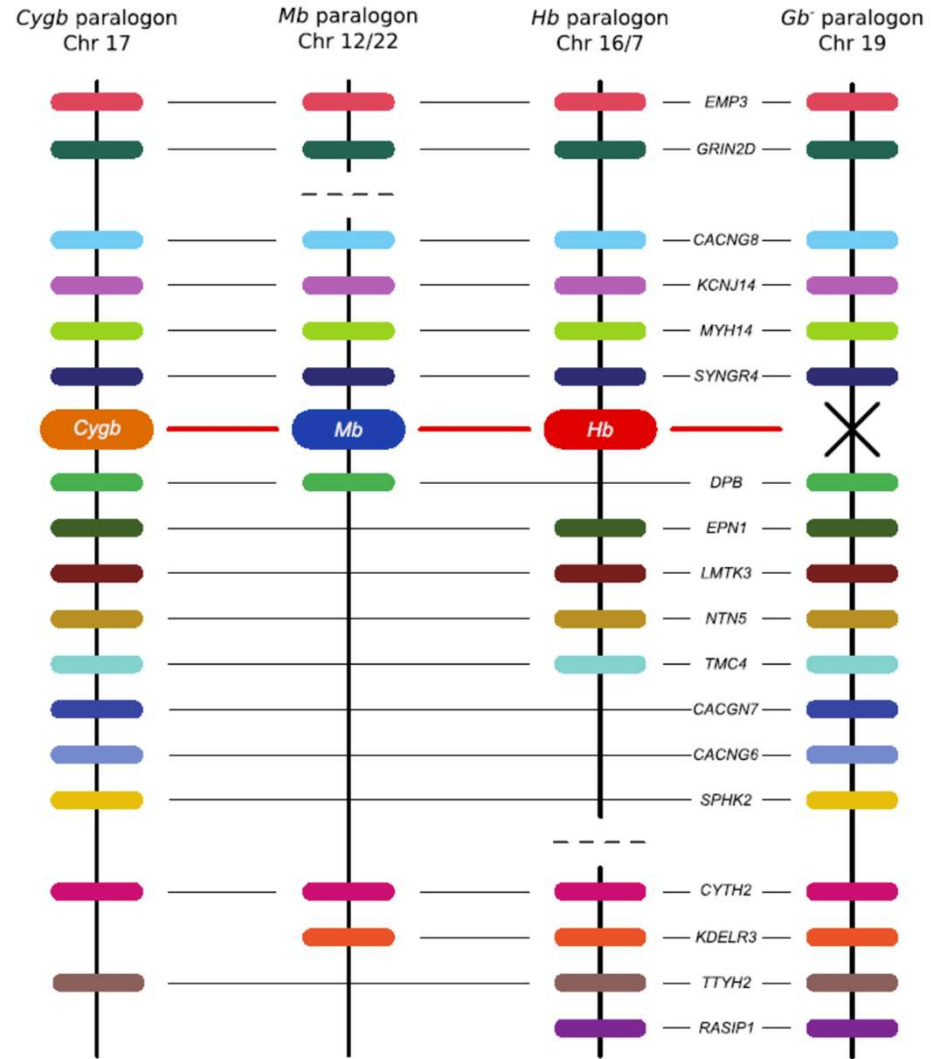 Cygb paralogon
Chr 17
Mb paralogon
Chr 12/22
Hb paralogon
Chr 16/7
Gb- paralogon
Chr 19
EMP3
GRIN2D
CACNG8
KCNJ14
MYH14
SYNGR4
Cygb
Mb
Hb
DPB
EPN1
LMTK3
NTN5
TMC4
CACGN7
CACNG6
SPHK2
CYTH2
KDELR3
TTYH2
RASIP1